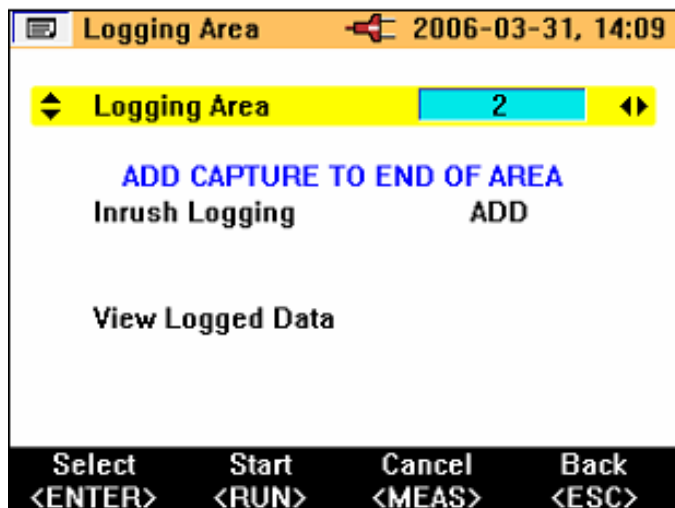 Logging Area 2006-03-31, 14:09
Logging Area 2
ADD CAPTURE TO END OF AREA
Inrush Logging ADD
View Logged Data
Select Start Cancel Back
<ENTER> <RUN> <MEAS> <ESC>